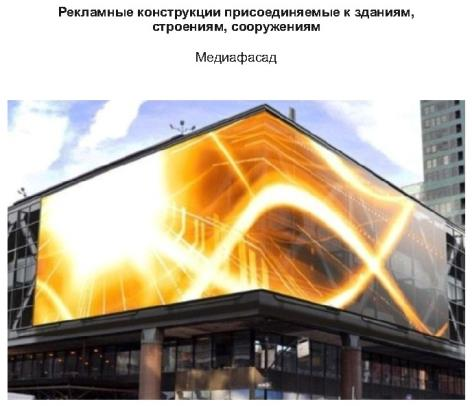 Рекламные конструкции присоединяемые к зданиям,
строениям, сооружениям
Медиафасад